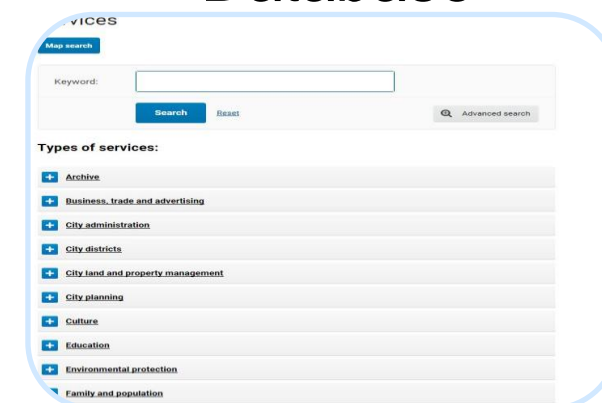 Map search
Keyword:
Search Reset Advanced search
Types of services:
Archive
Business, trade and advertising
City administration
City districts
City land and property management
City planning
Culture
Education
Environmental protection
Family and population